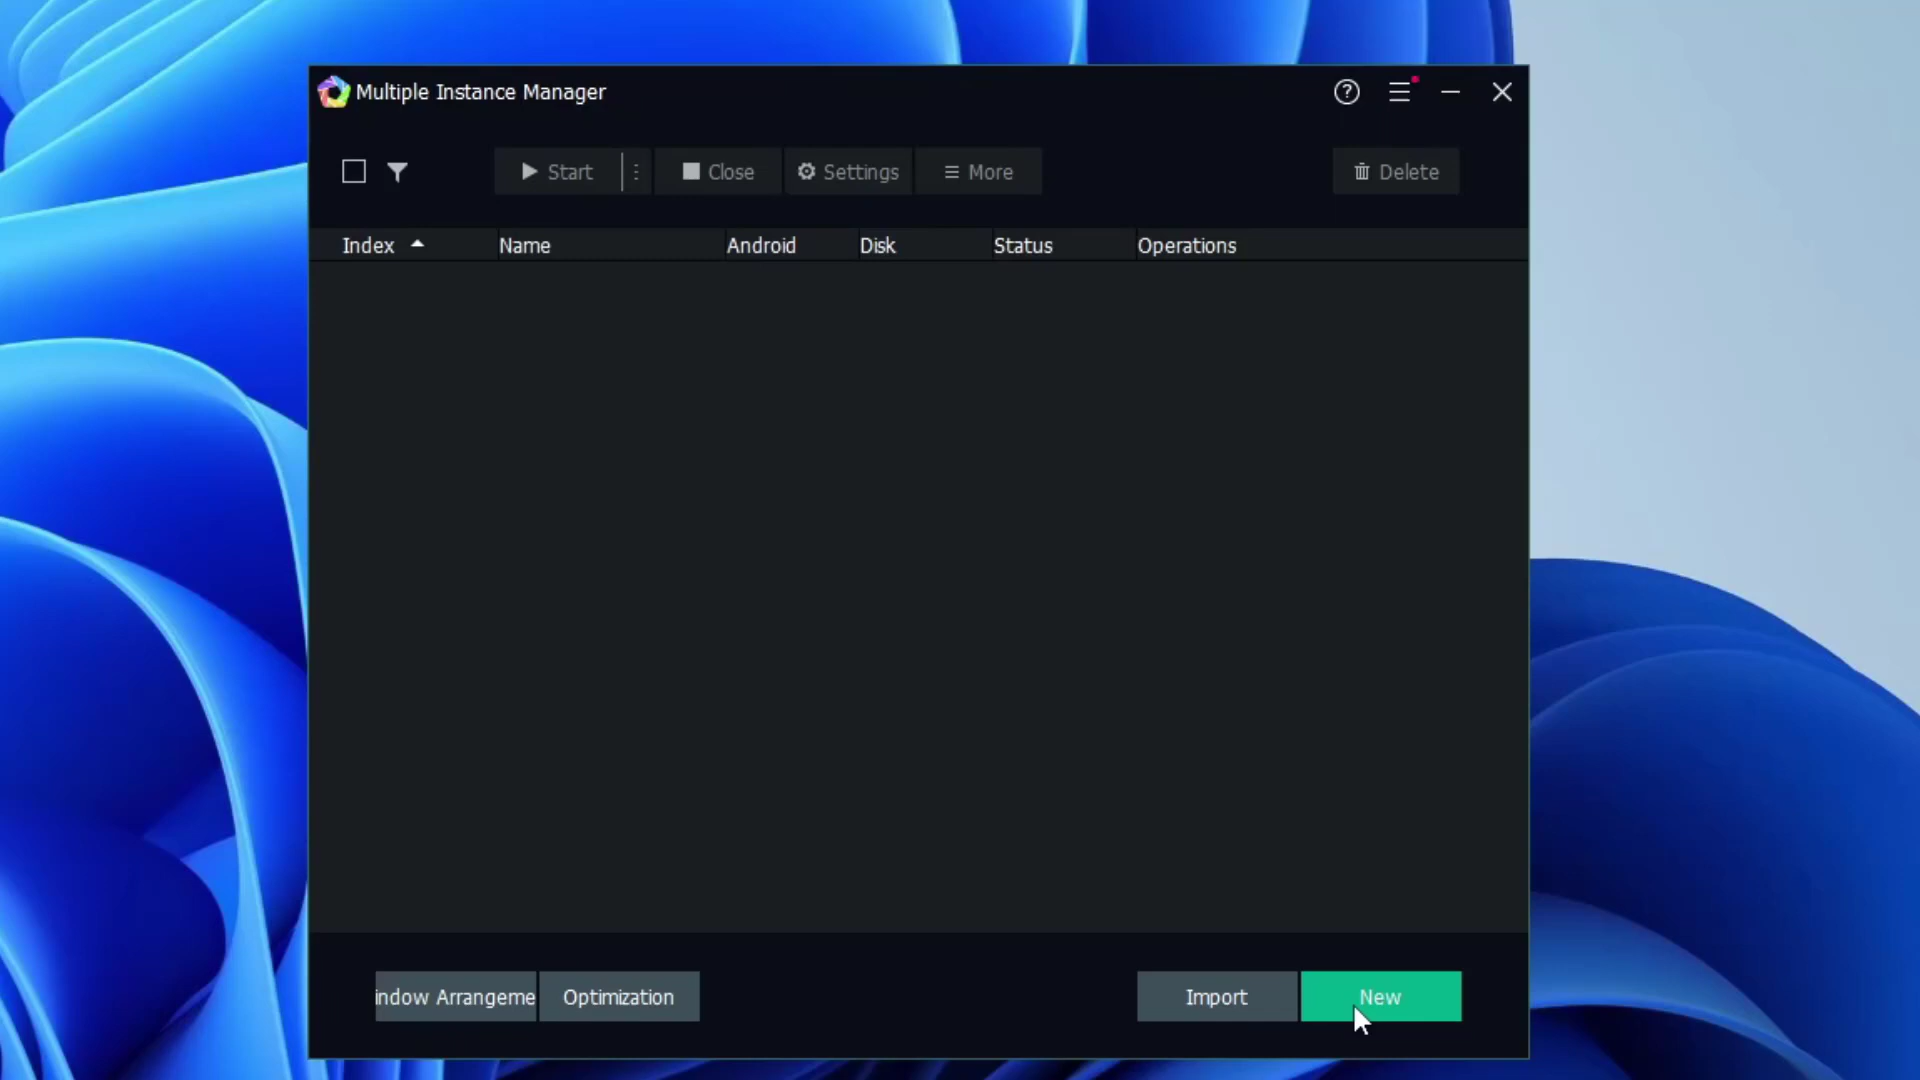 Multiple Instance Manager
Start
Close
Settings
More
Delete
Index
Name
Android
Disk
Status
Operations
indow Arrangeme
Optimization
Import
New